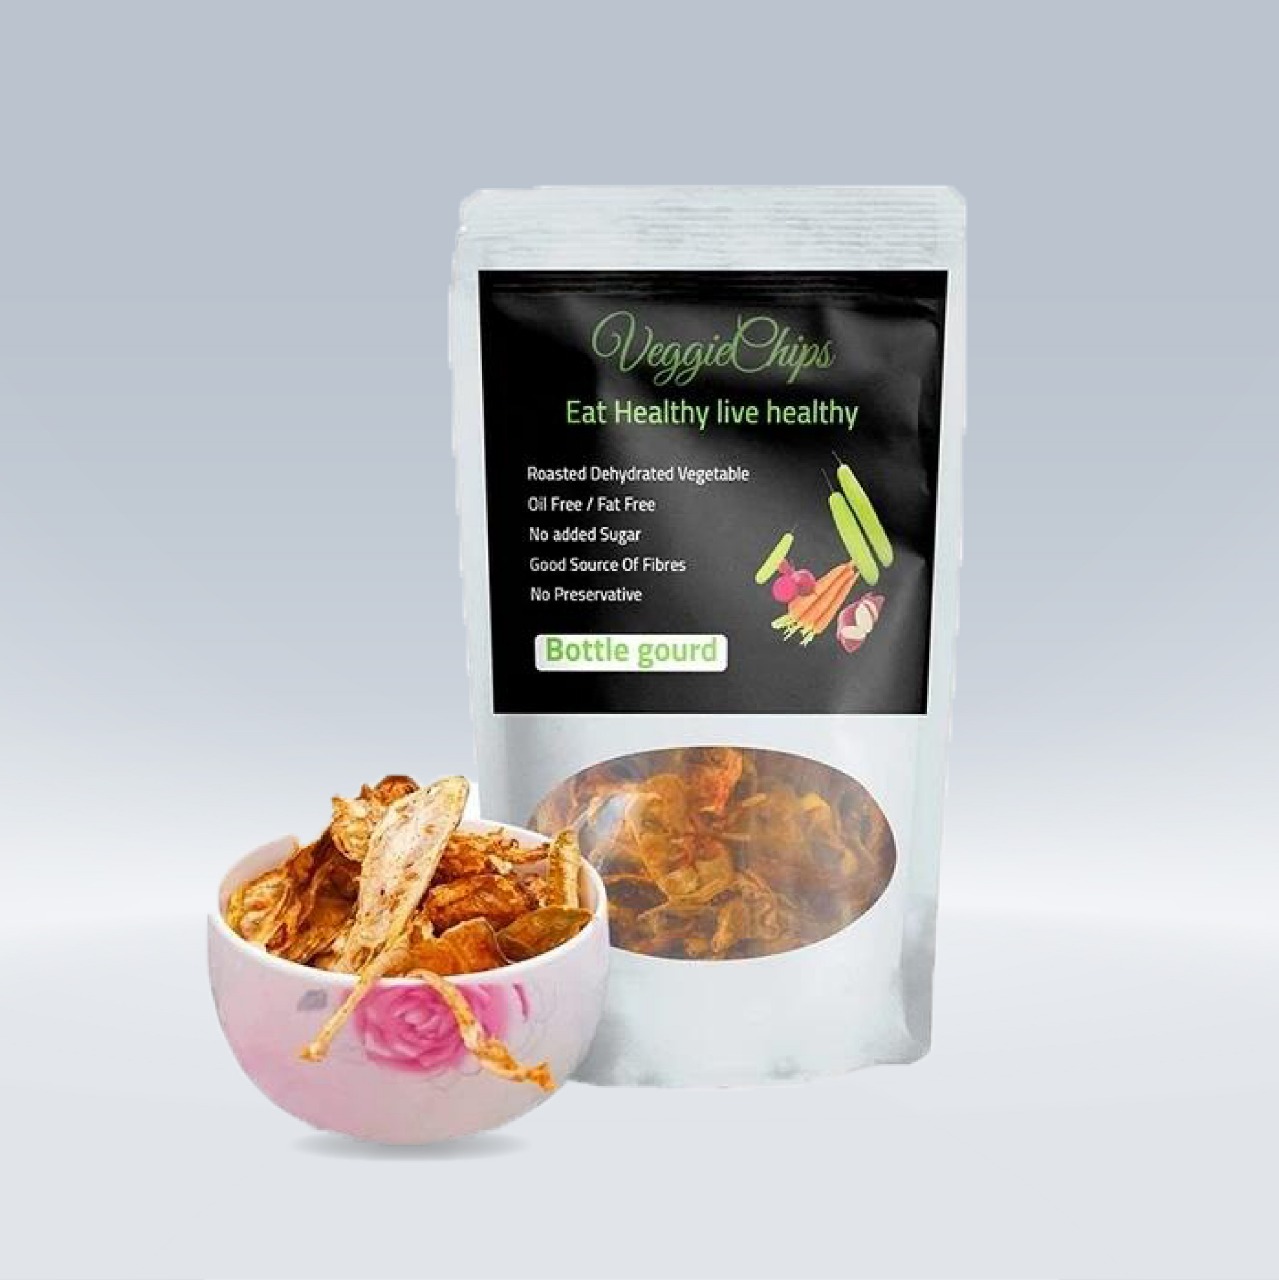 VeggieChips
Eat Healthy live healthy
Roasted Dehydrated Vegetable
Oil Free / Fat Free
No added Sugar
Good Source Of Fibres
No Preservative
Bottle gourd